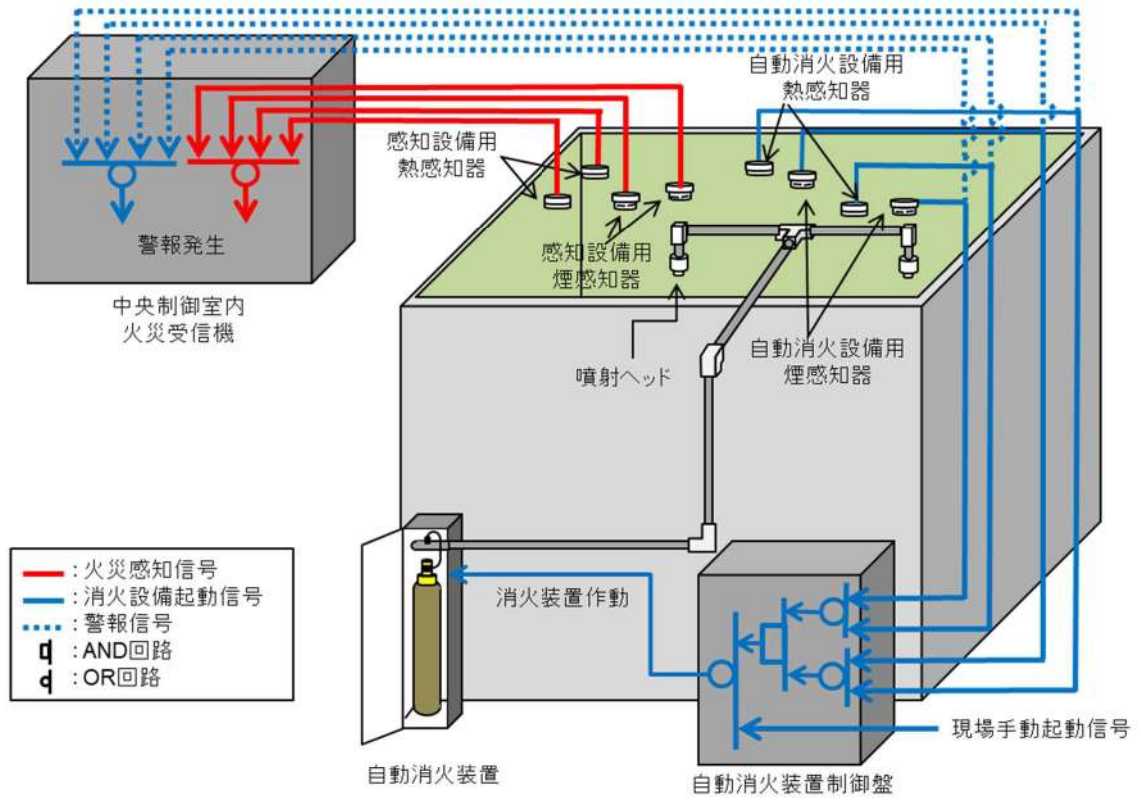 自動消火設備用
熱感知器
感知設備用
熱感知器
警報発生
感知設備用
煙感知器
中央制御室内
火災受信機
噴射ヘッド
自動消火設備用
煙感知器
: 火災感知信号
: 消火設備起動信号
: 警報信号
: AND回路
: OR回路
消火装置作動
現場手動起動信号
自動消火装置
自動消火装置制御盤